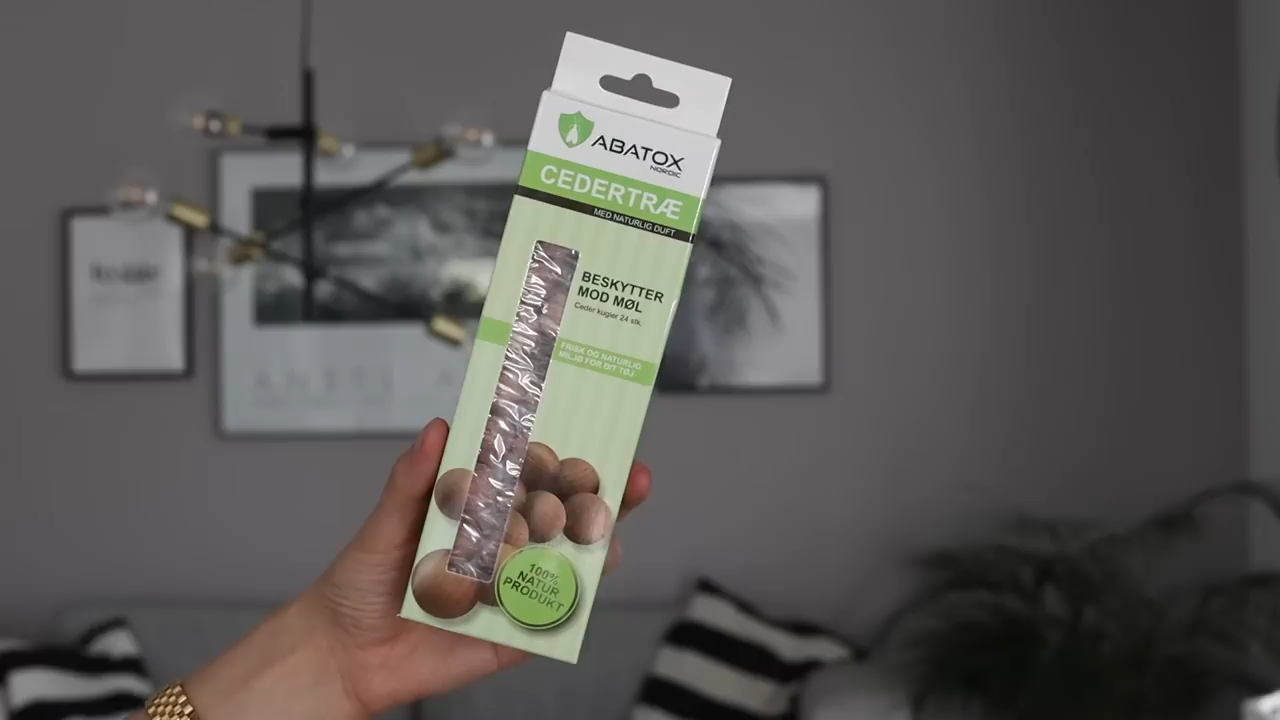 ABATOX
NORDIC
CEDERTRÆ
MED NATURLIG DUFT
BESKYTTER
MOD MØL
Ceder kugler 24 stk.
FRISK OG NATURLIG
MILJØ FOR DIT TØJ
100%
NATUR
PRODUKT